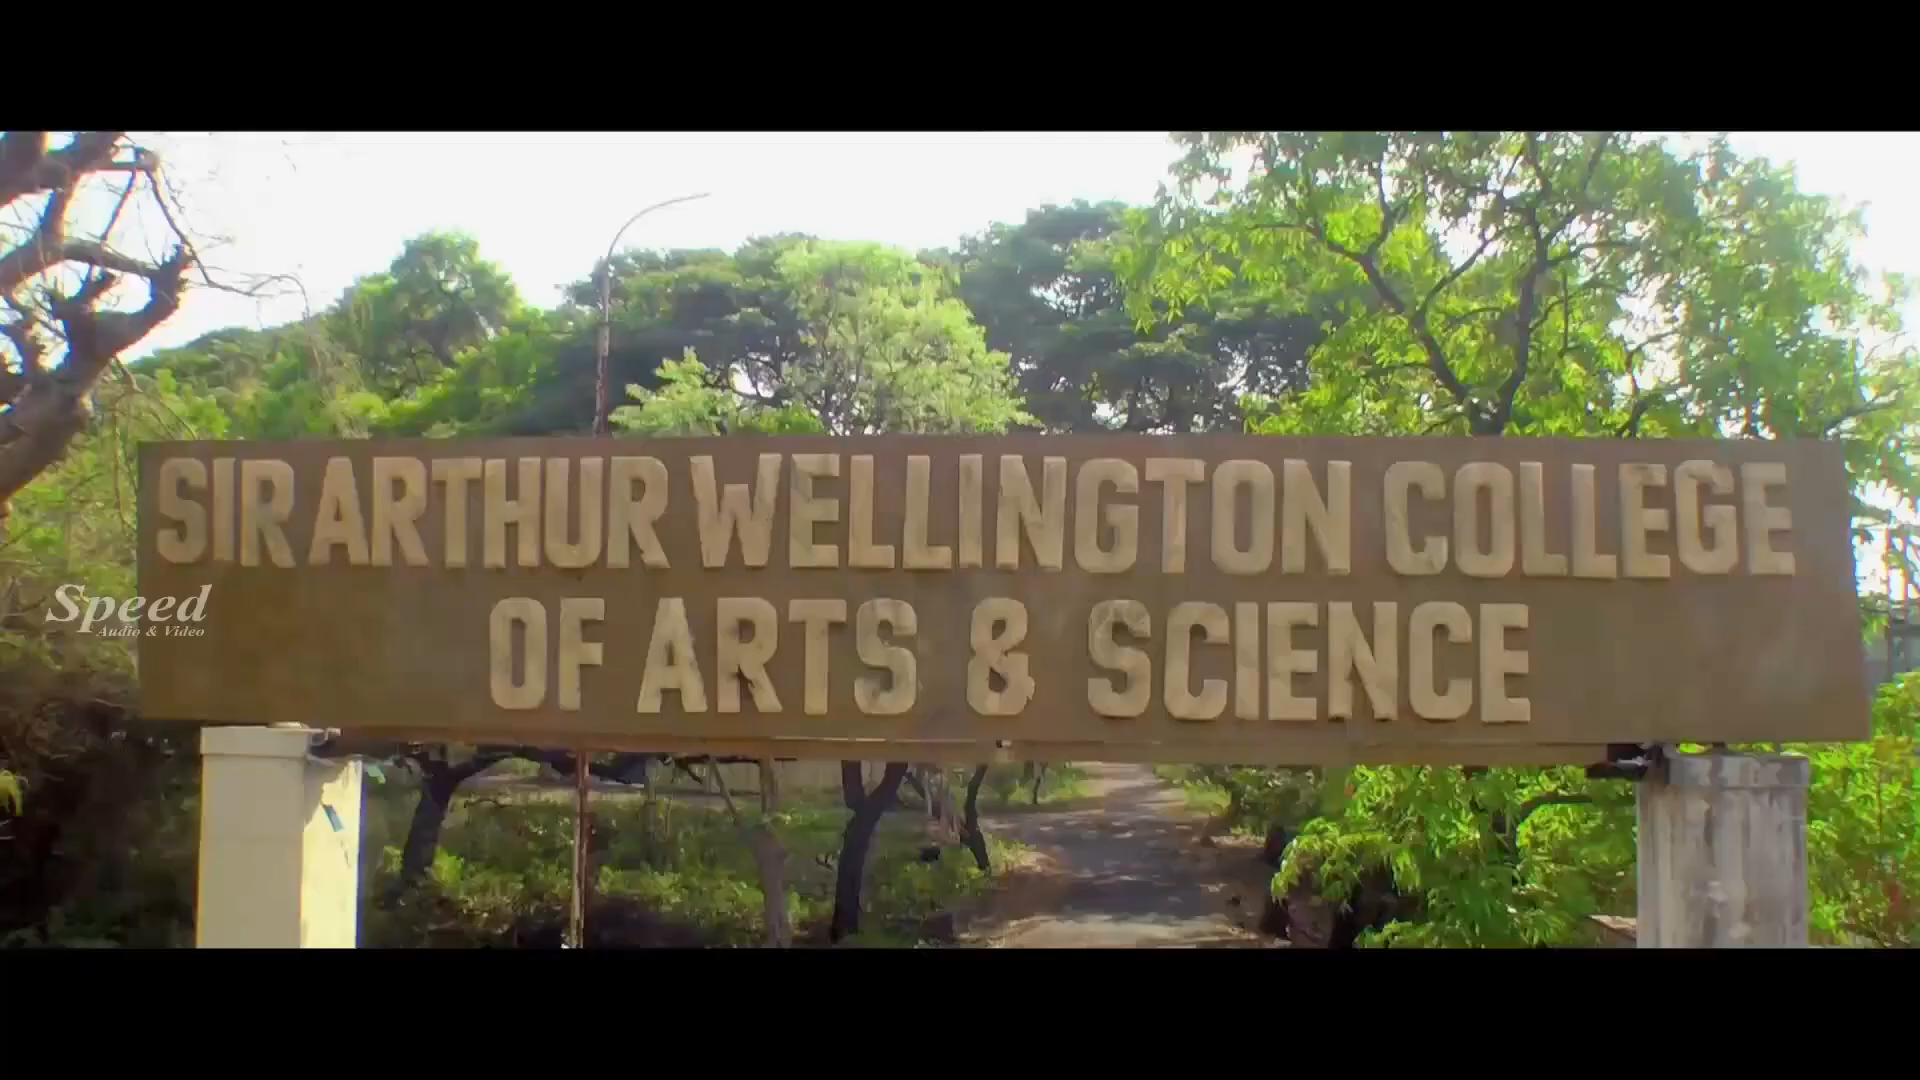 SIR ARTHUR WELLINGTON COLLEGE
OF ARTS & SCIENCE
Speed
Audio & Video